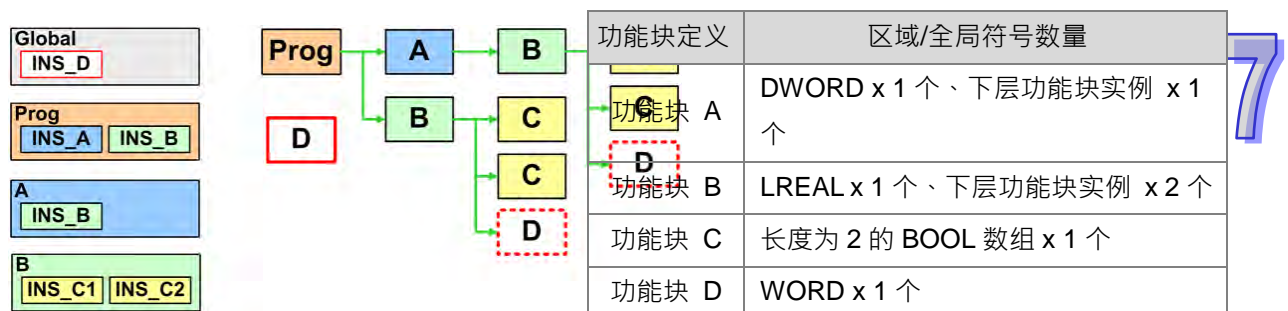 Global
INS_D
Prog
INS_A INS_B
A
INS_B
B
INS_C1 INS_C2
Prog A B
B C C
D
C
D
D
功能块定义 区域/全局符号数量
功能块 A DWORD x 1 个、下层功能块实例 x 1
个
功能块 B LREAL x 1 个、下层功能块实例 x 2 个
功能块 C 长度为 2 的 BOOL 数组 x 1 个
功能块 D WORD x 1 个
7